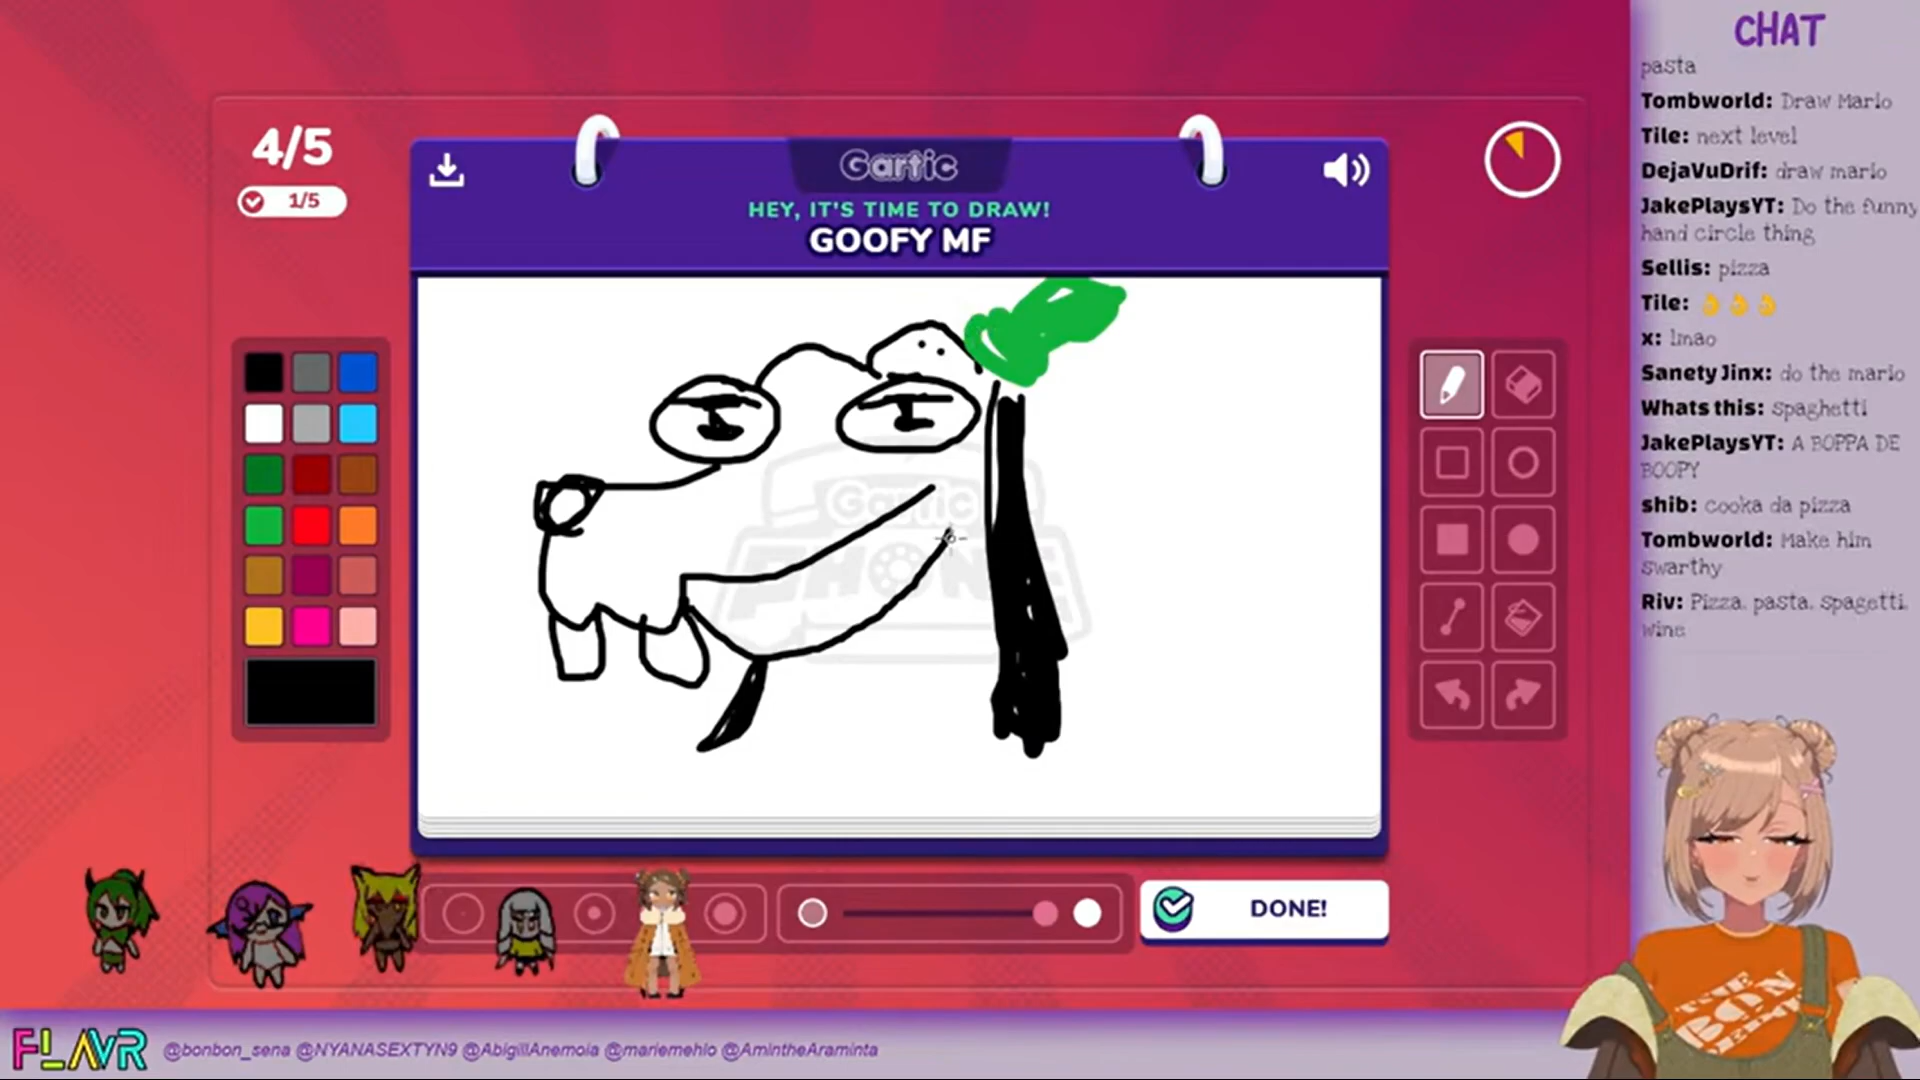 CHAT
pasta
Tombworld: Draw Mario
Tile: next level
DejaVuDrif: draw mario
JakePlaysYT: Do the funny
hand circle thing
Sellis: pizza
Tile: 👌👌👌
x: lmao
Sanety Jinx: do the mario
Whats this: spaghetti
JakePlaysYT: A BOPPA DE
BOOPY
shib: cooka da pizza
Tombworld: Make him
swarthy
Riv: Pizza. pasta. spagetti.
wine
4/5
1/5
Gartic
HEY, IT'S TIME TO DRAW!
GOOFY MF
Gartic
PHONE
DONE!
FLAVR
@bonbon_sena @NYANASEXTYN9 @AbigillAnemoia @mariemehlo @AmintheAraminta